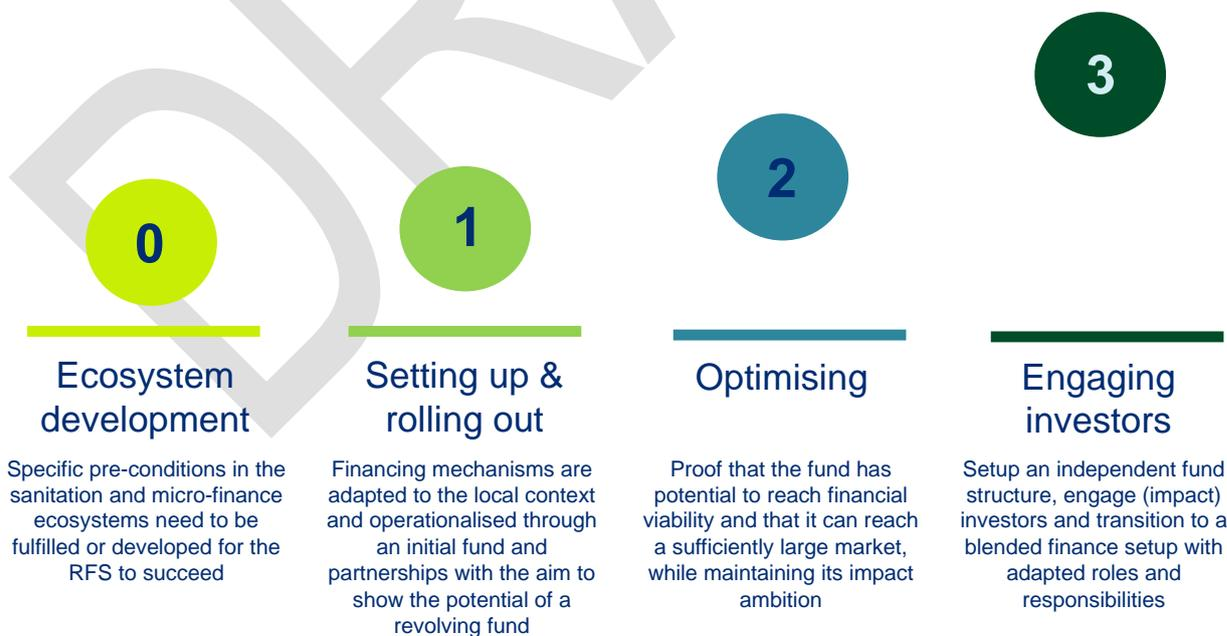 0
Ecosystem
development
Specific pre-conditions in the
sanitation and micro-finance
ecosystems need to be
fulfilled or developed for the
RFS to succeed
1
Setting up &
rolling out
Financing mechanisms are
adapted to the local context
and operationalised through
an initial fund and
partnerships with the aim to
show the potential of a
revolving fund
2
Optimising
Proof that the fund has
potential to reach financial
viability and that it can reach
a sufficiently large market,
while maintaining its impact
ambition
3
Engaging
investors
Setup an independent fund
structure, engage (impact)
investors and transition to a
blended finance setup with
adapted roles and
responsibilities